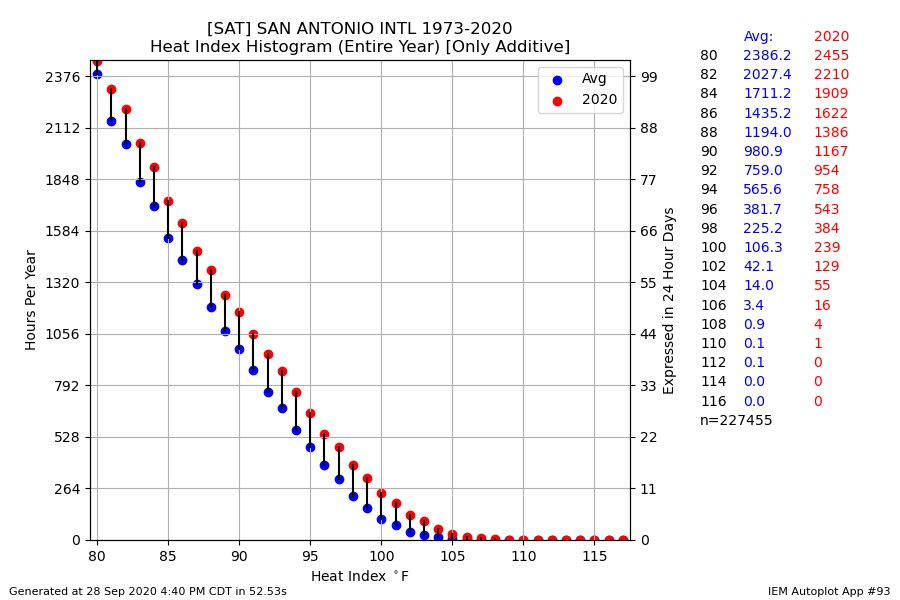 [SAT] SAN ANTONIO INTL 1973-2020
Heat Index Histogram (Entire Year) [Only Additive]
Avg: 2020
80 2386.2 2455
82 2027.4 2210
84 1711.2 1909
86 1435.2 1622
88 1194.0 1386
90 980.9 1167
92 759.0 954
94 565.6 758
96 381.7 543
98 225.2 384
100 106.3 239
102 42.1 129
104 14.0 55
106 3.4 16
108 0.9 4
110 0.1 1
112 0.1 0
114 0.0 0
116 0.0 0
n=227455
Avg
2020
Hours Per Year
2376
2112
1848
1584
1320
1056
792
528
264
0
Expressed in 24 Hour Days
99
88
77
66
55
44
33
22
11
0
80 85 90 95 100 105 110 115
Heat Index °F
Generated at 28 Sep 2020 4:40 PM CDT in 52.53s
IEM Autoplot App #93